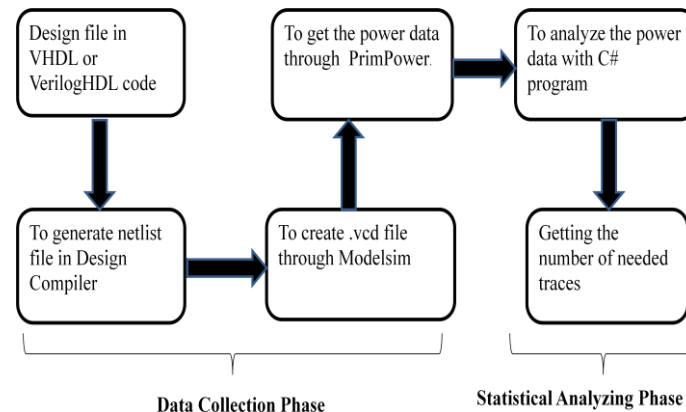 Design file in
VHDL or
VerilogHDL code
To generate netlist
file in Design
Compiler
To create .vcd file
through Modelsim
To get the power data
through PrimPower.
To analyze the power
data with C#
program
Getting the
number of needed
traces
Data Collection Phase
Statistical Analyzing Phase